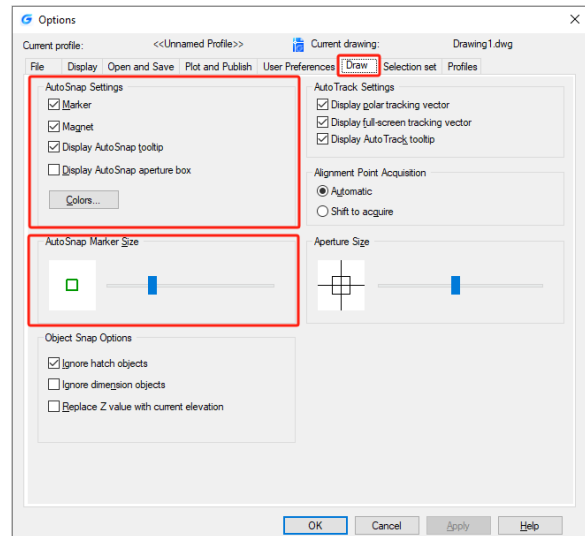 Options
Current profile: <<Unnamed Profile>> Current drawing: Drawing1.dwg
File Display Open and Save Plot and Publish User Preferences Draw Selection set Profiles
AutoSnap Settings
Marker
Magnet
Display AutoSnap tooltip
Display AutoSnap aperture box
Colors...
AutoTrack Settings
Display polar tracking vector
Display full-screen tracking vector
Display AutoTrack tooltip
Alignment Point Acquisition
Automatic
Shift to acquire
AutoSnap Marker Size
Aperture Size
Object Snap Options
Ignore hatch objects
Ignore dimension objects
Replace Z value with current elevation
OK Cancel Apply Help